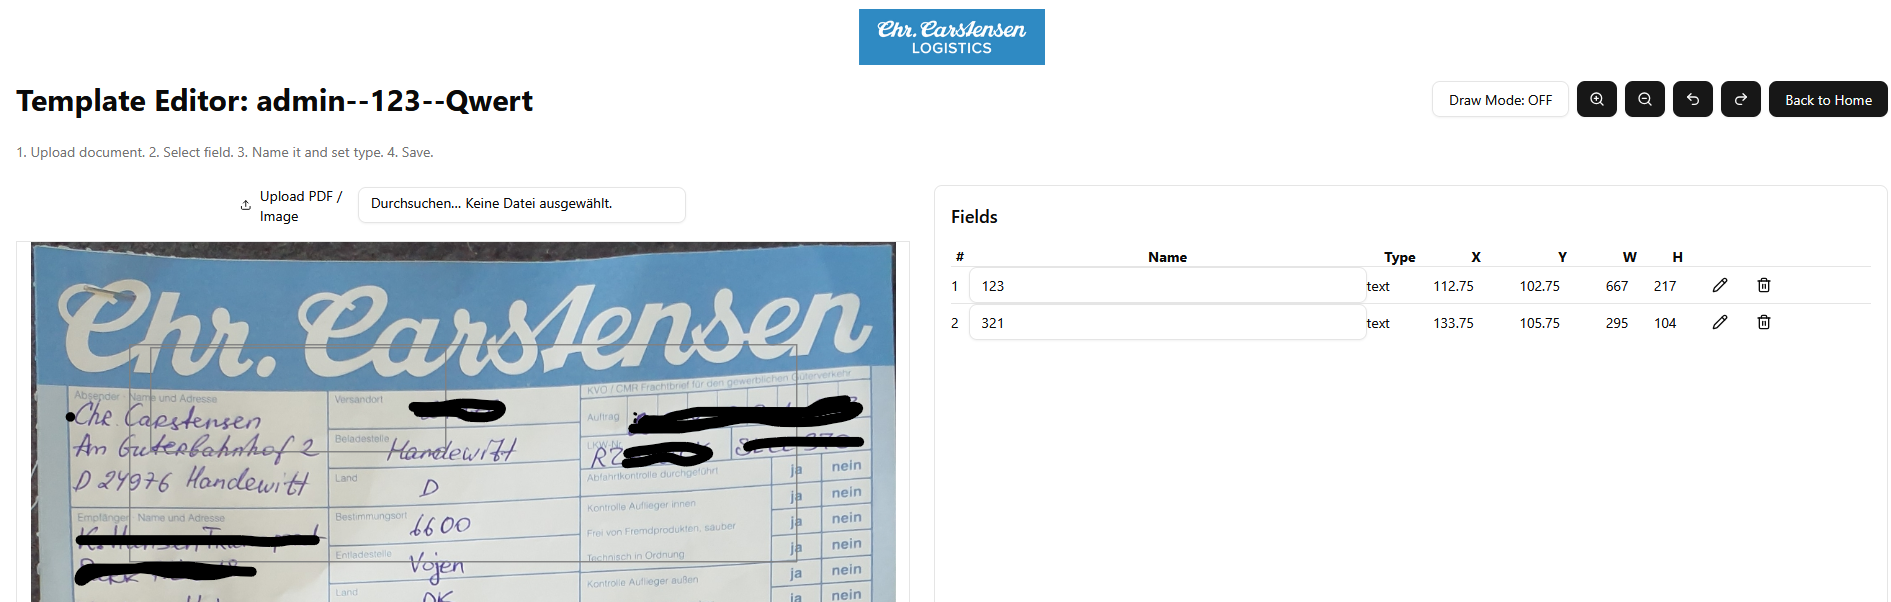 Chr. Carstensen
LOGISTICS
Template Editor: admin--123--Qwert
Draw Mode: OFF
Back to Home
1. Upload document. 2. Select field. 3. Name it and set type. 4. Save.
Upload PDF /
Image
Durchsuchen... Keine Datei ausgewählt.
Chr. Carstensen
KVO / CMR Frachtbrief für den gewerblichen Güterverkehr
Absender - Name und Adresse
Chr. Carstensen
An Guterbahnhof 2
D 24976 Handewitt
Versandort
Beladestelle
Handewitt
Land
D
Auftrag
LKW-Nr.
RZ
Abfahrtkontrolle durchgeführt
ja nein
ja nein
Kontrolle Auflieger innen
Frei von Fremdprodukten, sauber
ja nein
Technisch in Ordnung
ja nein
Kontrolle Auflieger außen
ja nein
ja nein
Empfänger - Name und Adresse
Bestimmungsort
6600
Entladestelle
Vojen
Land
DK
Fields
# Name Type X Y W H
1 123 text 112.75 102.75 667 217
2 321 text 133.75 105.75 295 104